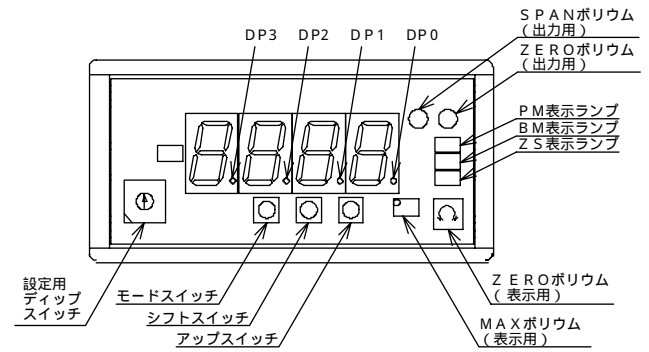 SPANボリウム
(出力用)
DP3 DP2 DP1 DP0
ZEROボリウム
(出力用)
PM表示ランプ
BM表示ランプ
ZS表示ランプ
設定用
ディップ
スイッチ
モードスイッチ
シフトスイッチ
アップスイッチ
ZEROボリウム
(表示用)
MAXボリウム
(表示用)